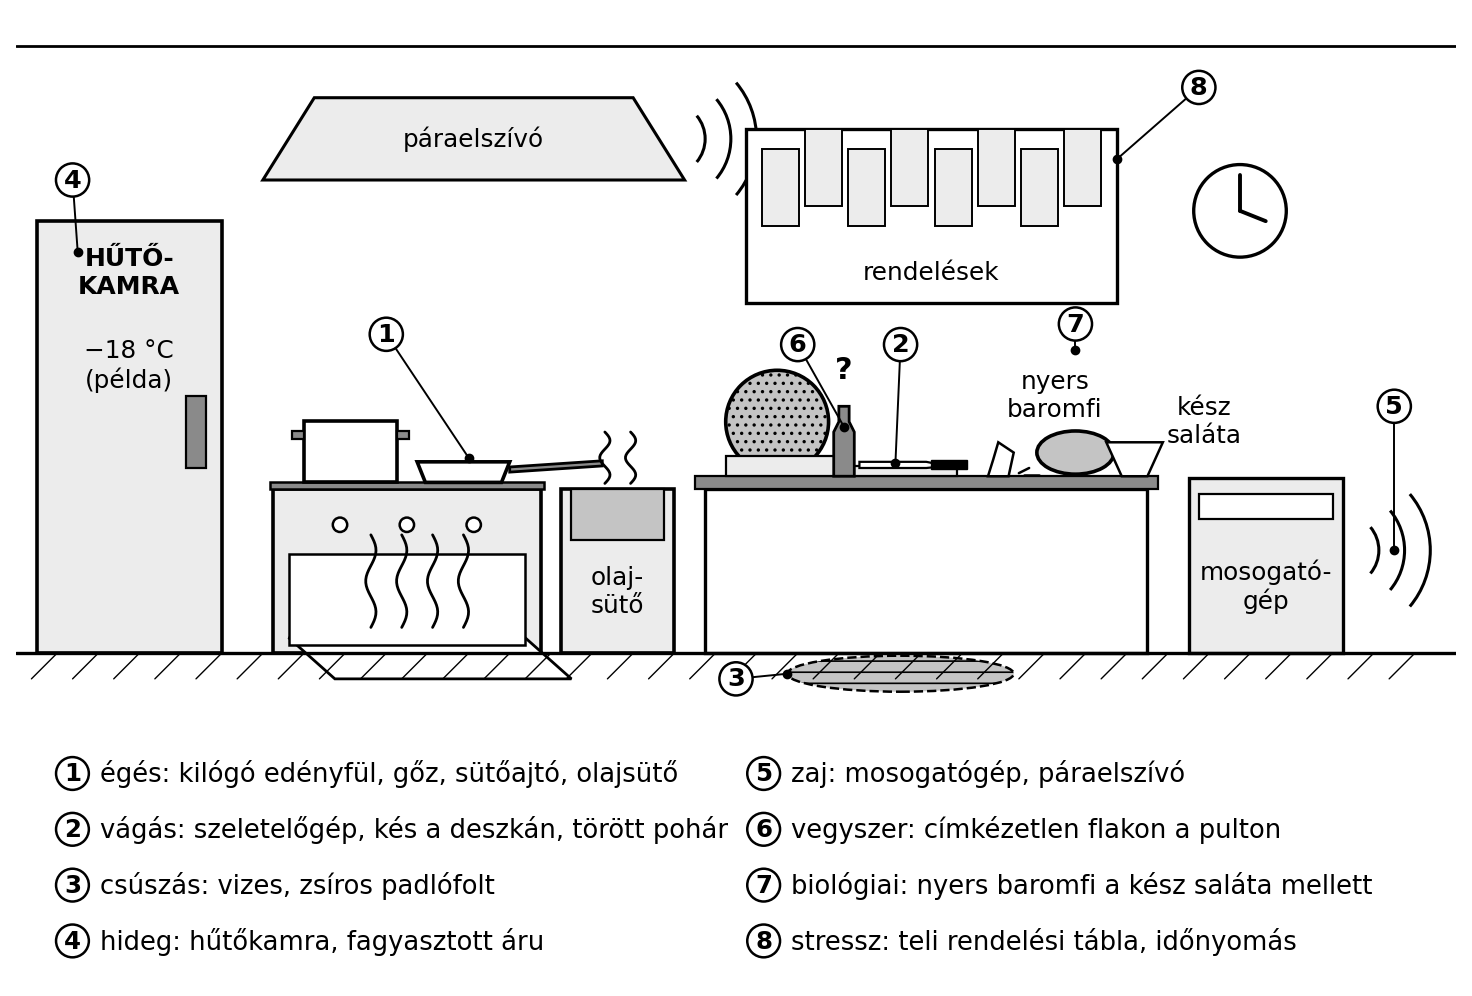 8
páraelszívó
4
HŰTŐ-
KAMRA
−18 °C
(példa)
rendelések
1
6
?
2
7
nyers
baromfi
kész
saláta
5
olaj-
sütő
mosogató-
gép
3
1 égés: kilógó edényfül, gőz, sütőajtó, olajsütő
2 vágás: szeletelőgép, kés a deszkán, törött pohár
3 csúszás: vizes, zsíros padlófolt
4 hideg: hűtőkamra, fagyasztott áru
5 zaj: mosogatógép, páraelszívó
6 vegyszer: címkézetlen flakon a pulton
7 biológiai: nyers baromfi a kész saláta mellett
8 stressz: teli rendelési tábla, időnyomás